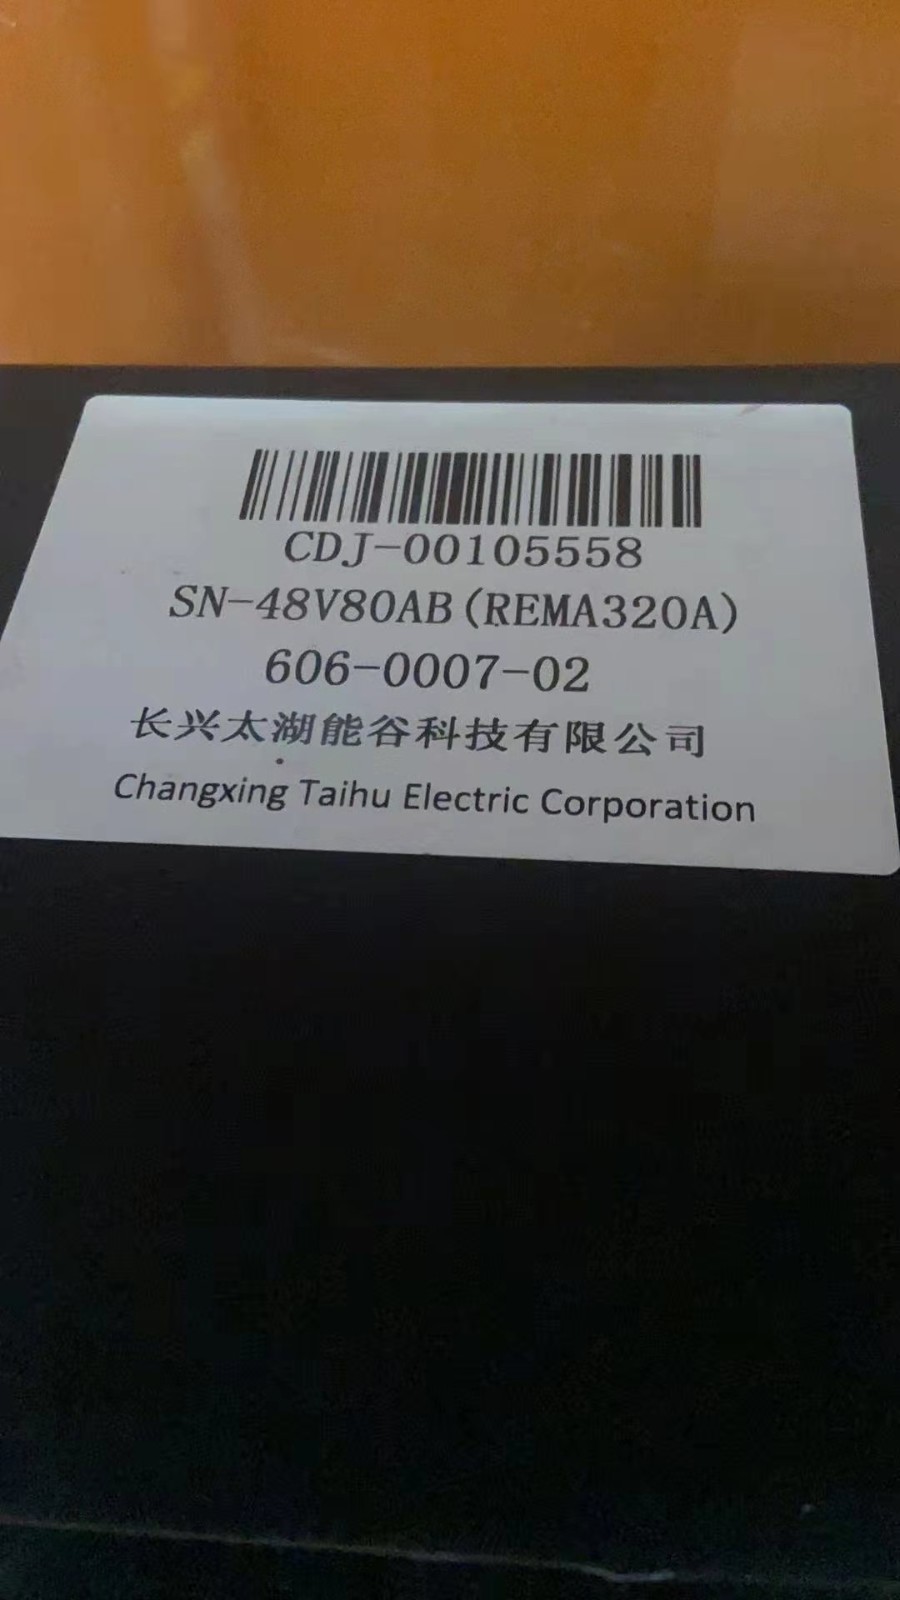 CDJ-00105558
SN-48V80AB(REMA320A)
606-0007-02
长兴太湖能谷科技有限公司
Changxing Taihu Electric Corporation